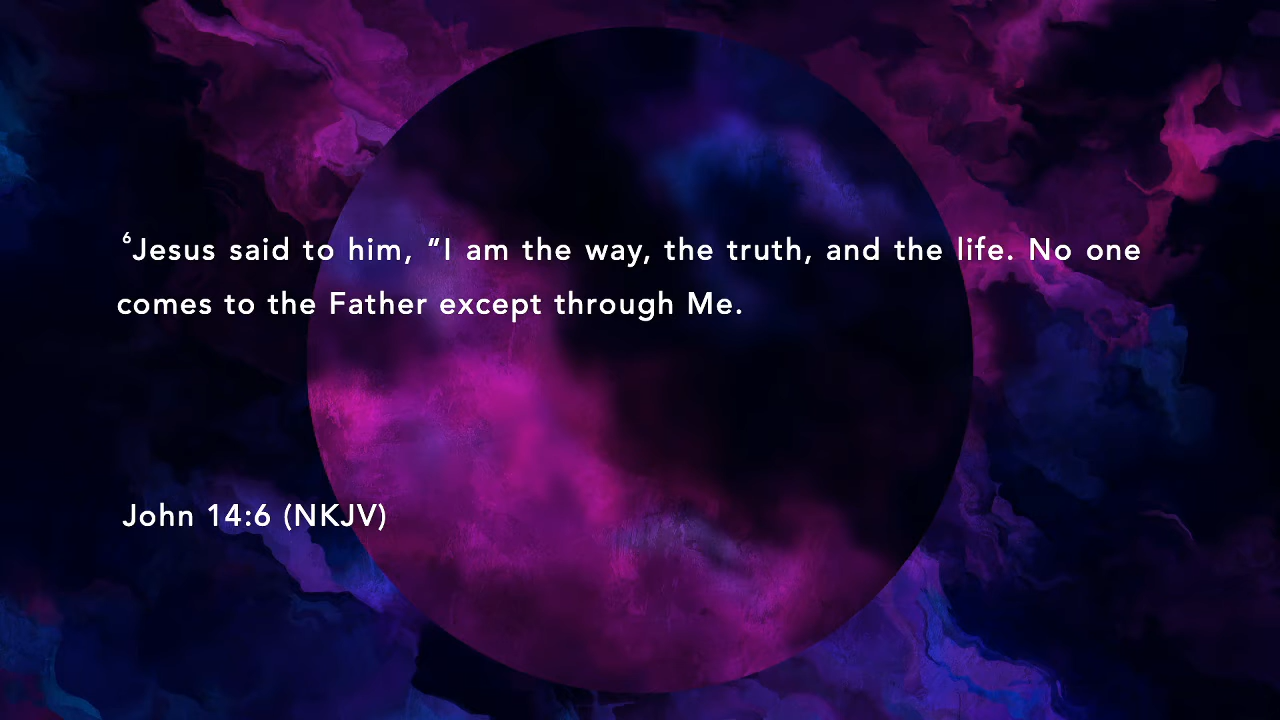 ⁶Jesus said to him, “I am the way, the truth, and the life. No one
comes to the Father except through Me.
John 14:6 (NKJV)